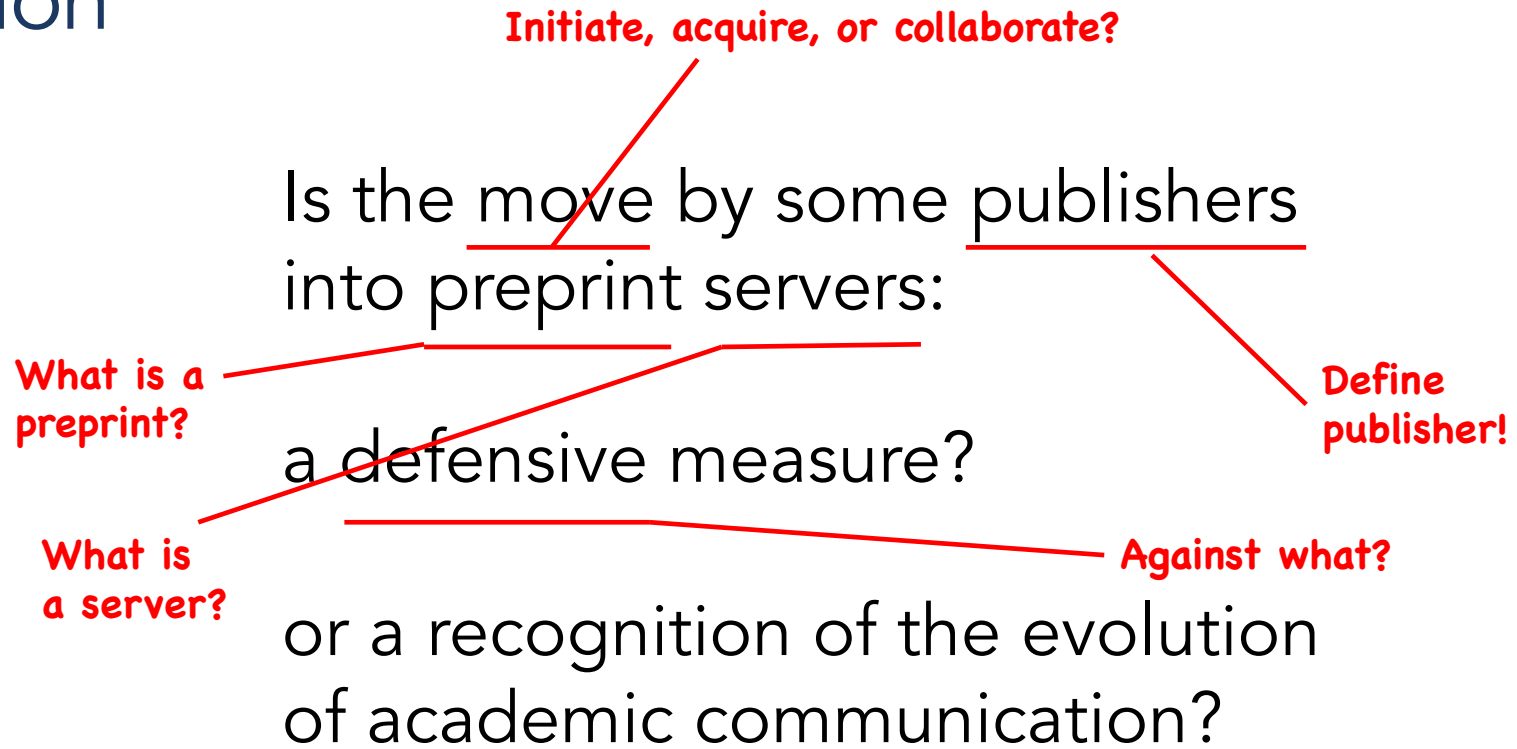 Initiate, acquire, or collaborate?
Is the move by some publishers
into preprint servers:
What is a
preprint?
Define
publisher!
a defensive measure?
What is
a server?
Against what?
or a recognition of the evolution
of academic communication?